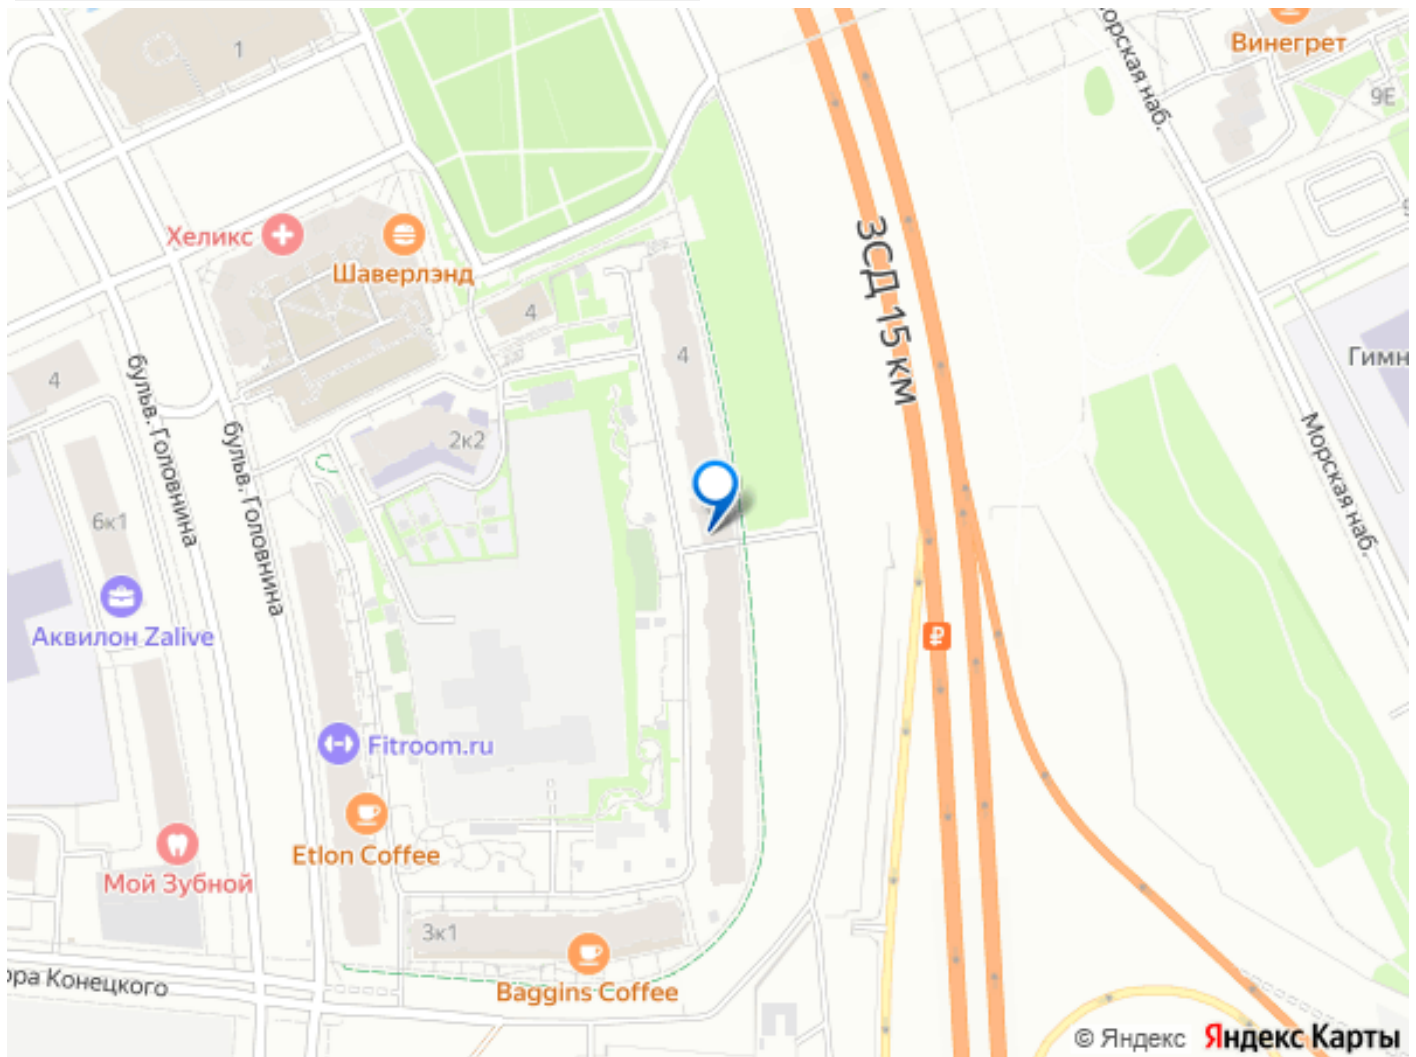 Винегрет
1
9Е
Морская наб.
Хеликс
Шаверлэнд
ЗСД 15 км
4
4
4
Гимн
бульв. Головнина
бульв. Головнина
2к2
Морская наб.
6к1
Аквилон Zalive
Fitroom.ru
Etlon Coffee
Мой Зубной
3к1
ора Конецкого
Baggins Coffee
© Яндекс Яндекс Карты